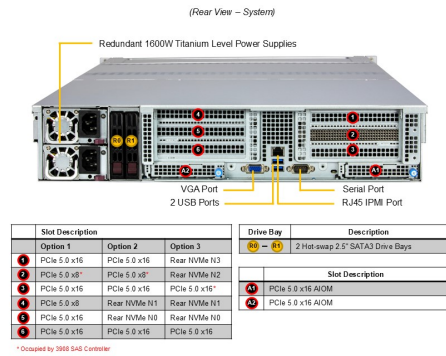 (Rear View – System)
Redundant 1600W Titanium Level Power Supplies
4
1
R0 R1
5
2
6
3
A2
A1
VGA Port
Serial Port
2 USB Ports
RJ45 IPMI Port
Slot Description
Option 1 Option 2 Option 3
1 PCIe 5.0 x16 PCIe 5.0 x16 Rear NVMe N3
2 PCIe 5.0 x8* PCIe 5.0 x8* Rear NVMe N2
3 PCIe 5.0 x16 PCIe 5.0 x16 PCIe 5.0 x16*
4 PCIe 5.0 x8 Rear NVMe N1 Rear NVMe N1
5 PCIe 5.0 x16 Rear NVMe N0 Rear NVMe N0
6 PCIe 5.0 x16 PCIe 5.0 x16 PCIe 5.0 x16
* Occupied by 3908 SAS Controller
Drive Bay Description
R0 – R1 2 Hot-swap 2.5" SATA3 Drive Bays
Slot Description
A1 PCIe 5.0 x16 AIOM
A2 PCIe 5.0 x16 AIOM